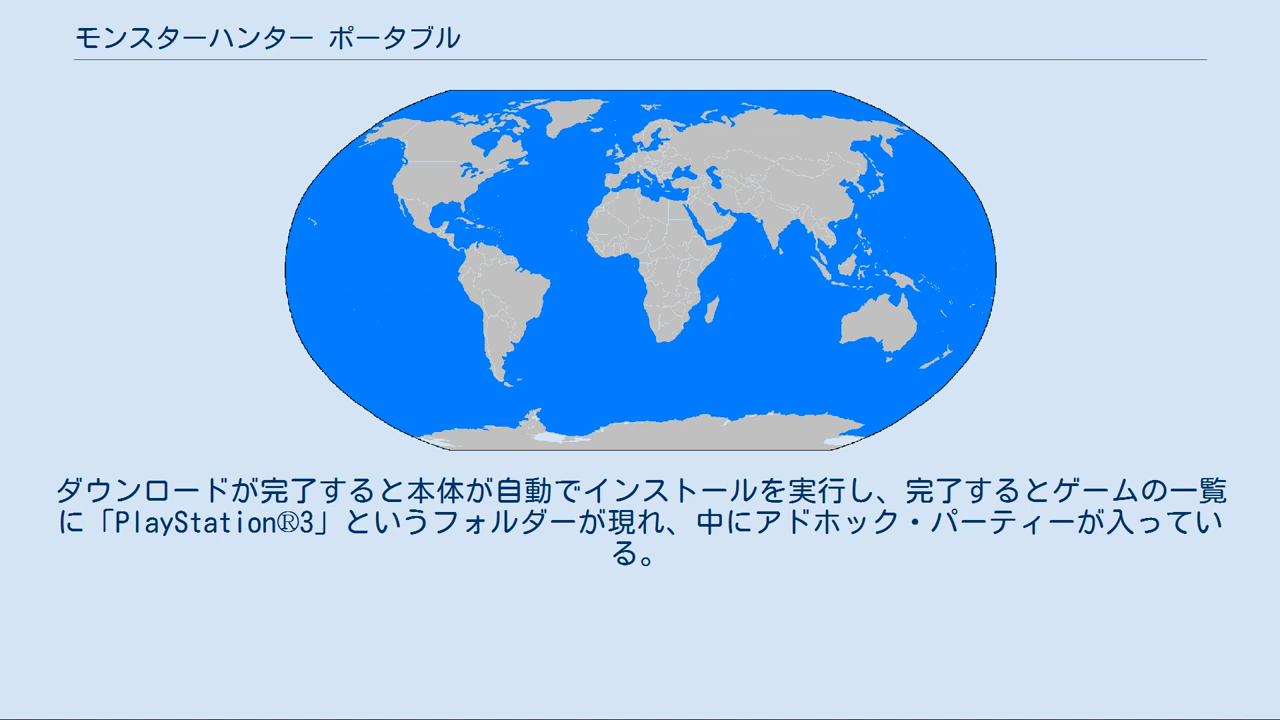 モンスターハンター ポータブル
ダウンロードが完了すると本体が自動でインストールを実行し、完了するとゲームの一覧
に「PlayStation®3」というフォルダーが現れ、中にアドホック・パーティーが入ってい
る。